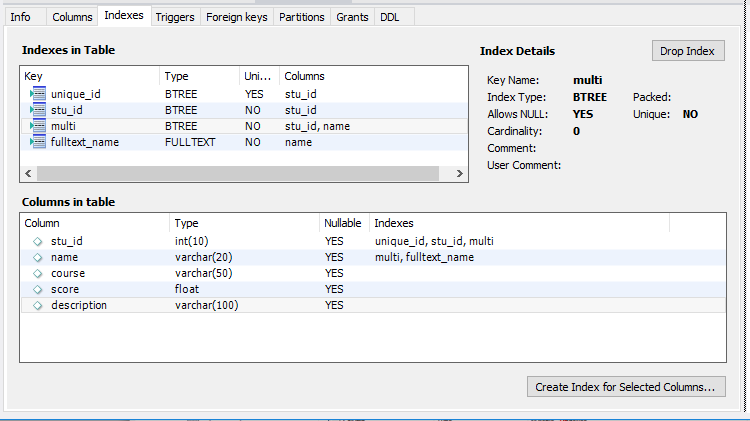 Info Columns Indexes Triggers Foreign keys Partitions Grants DDL
Indexes in Table
Key Type Uni... Columns
unique_id BTREE YES stu_id
stu_id BTREE NO stu_id
multi BTREE NO stu_id, name
fulltext_name FULLTEXT NO name
Index Details Drop Index
Key Name: multi
Index Type: BTREE Packed:
Allows NULL: YES Unique: NO
Cardinality: 0
Comment:
User Comment:
Columns in table
Column Type Nullable Indexes
stu_id int(10) YES unique_id, stu_id, multi
name varchar(20) YES multi, fulltext_name
course varchar(50) YES
score float YES
description varchar(100) YES
Create Index for Selected Columns...